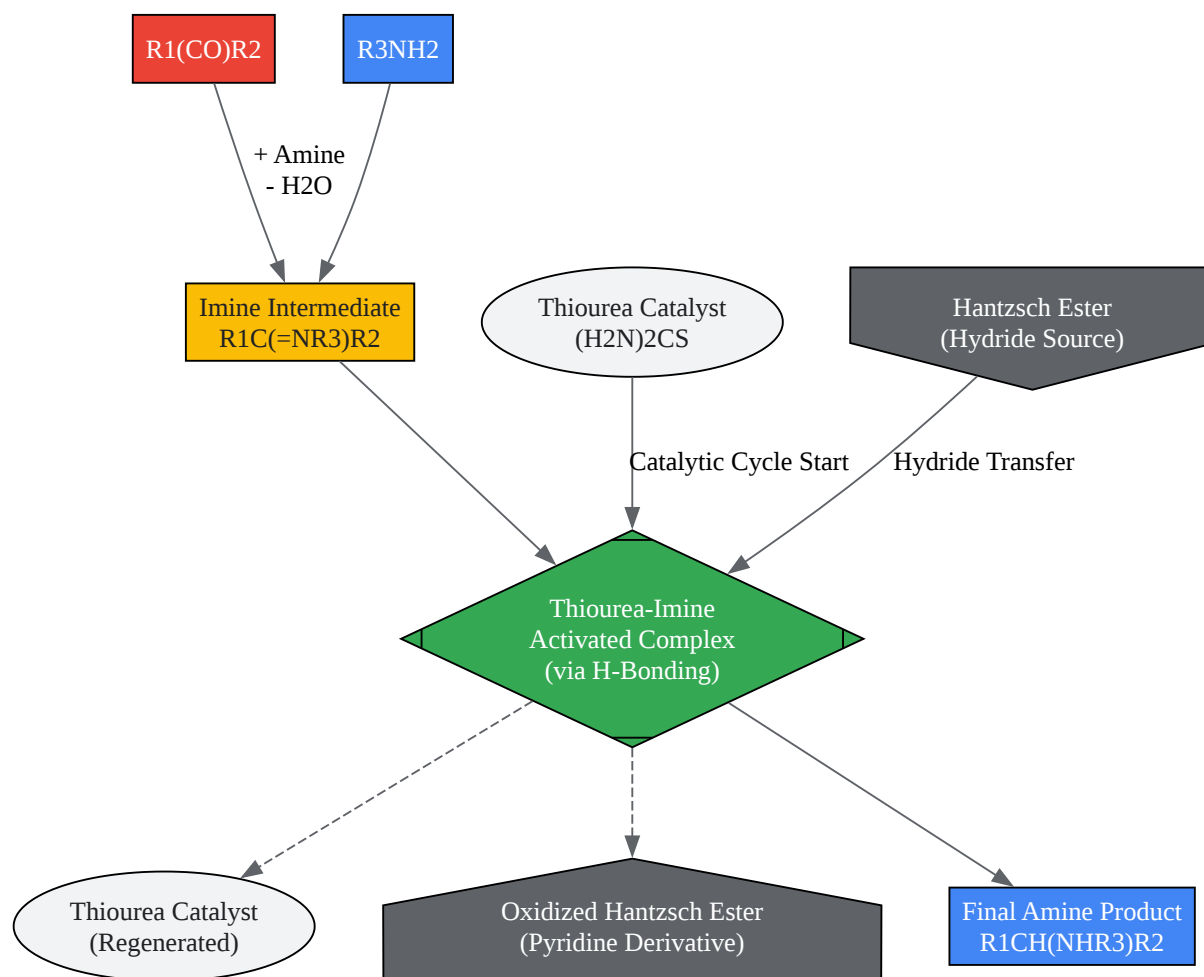 R1(CO)R2
R3NH2
+ Amine
- H2O
Imine Intermediate
R1C(=NR3)R2
Thiourea Catalyst
(H2N)2CS
Hantzsch Ester
(Hydride Source)
Catalytic Cycle Start
Hydride Transfer
Thiourea-Imine
Activated Complex
(via H-Bonding)
Thiourea Catalyst
(Regenerated)
Oxidized Hantzsch Ester
(Pyridine Derivative)
Final Amine Product
R1CH(NHR3)R2